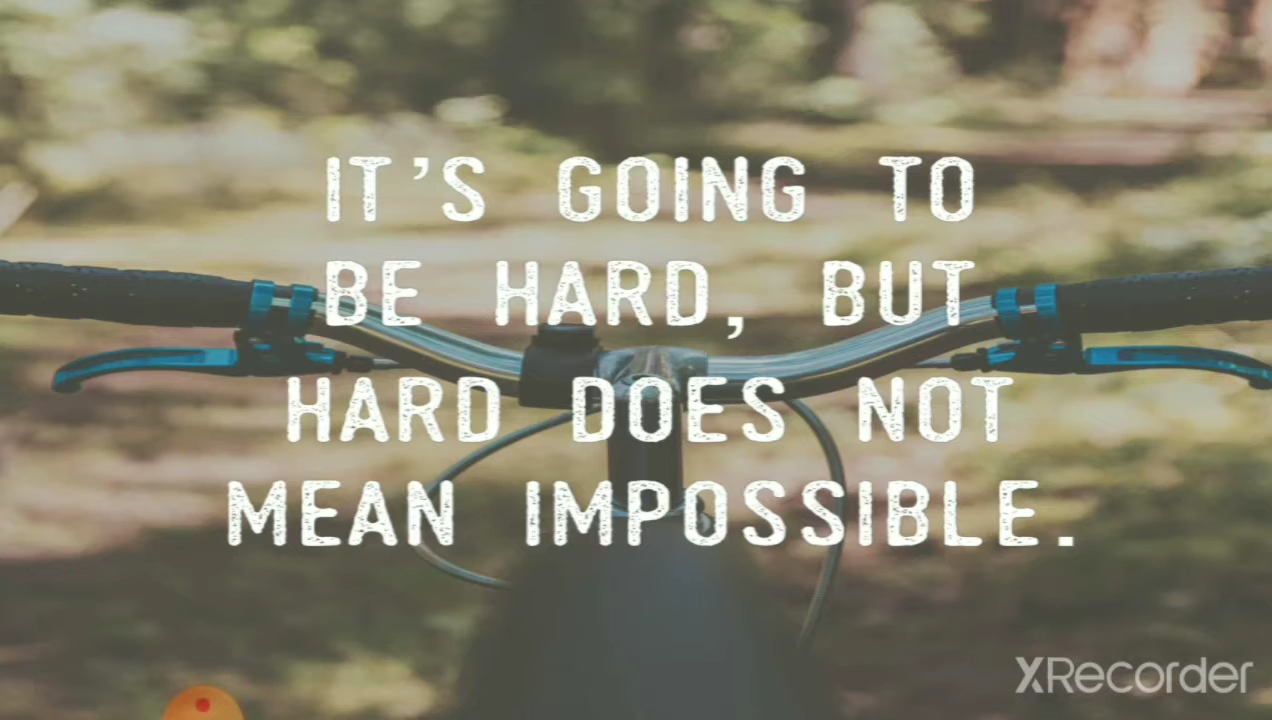 IT'S GOING TO
BE HARD, BUT
HARD DOES NOT
MEAN IMPOSSIBLE.
XRecorder